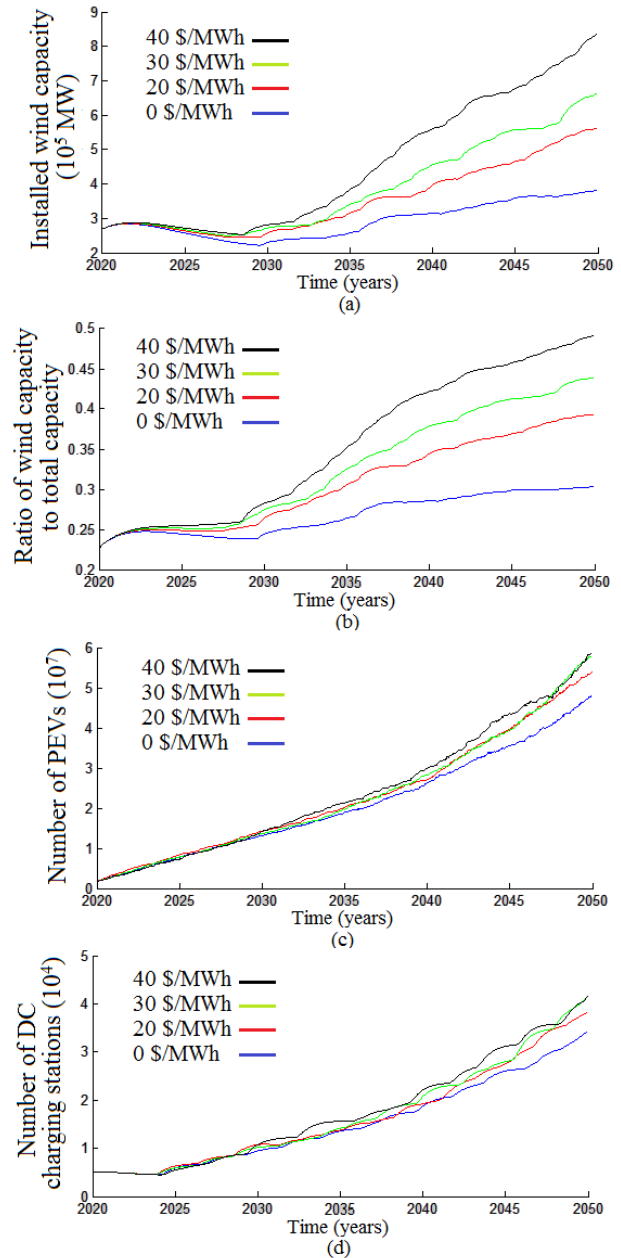 9
8
7
6
5
4
3
2
Installed wind capacity
(10⁵ MW)
40 $/MWh
30 $/MWh
20 $/MWh
0 $/MWh
2020 2025 2030 2035 2040 2045 2050
Time (years)
(a)
0.5
0.45
0.4
0.35
0.3
0.25
0.2
Ratio of wind capacity
to total capacity
40 $/MWh
30 $/MWh
20 $/MWh
0 $/MWh
2020 2025 2030 2035 2040 2045 2050
Time (years)
(b)
6
5
4
3
2
1
0
Number of PEVs (10⁷)
40 $/MWh
30 $/MWh
20 $/MWh
0 $/MWh
2020 2025 2030 2035 2040 2045 2050
Time (years)
(c)
5
4
3
2
1
0
Number of DC
charging stations (10⁴)
40 $/MWh
30 $/MWh
20 $/MWh
0 $/MWh
2020 2025 2030 2035 2040 2045 2050
Time (years)
(d)